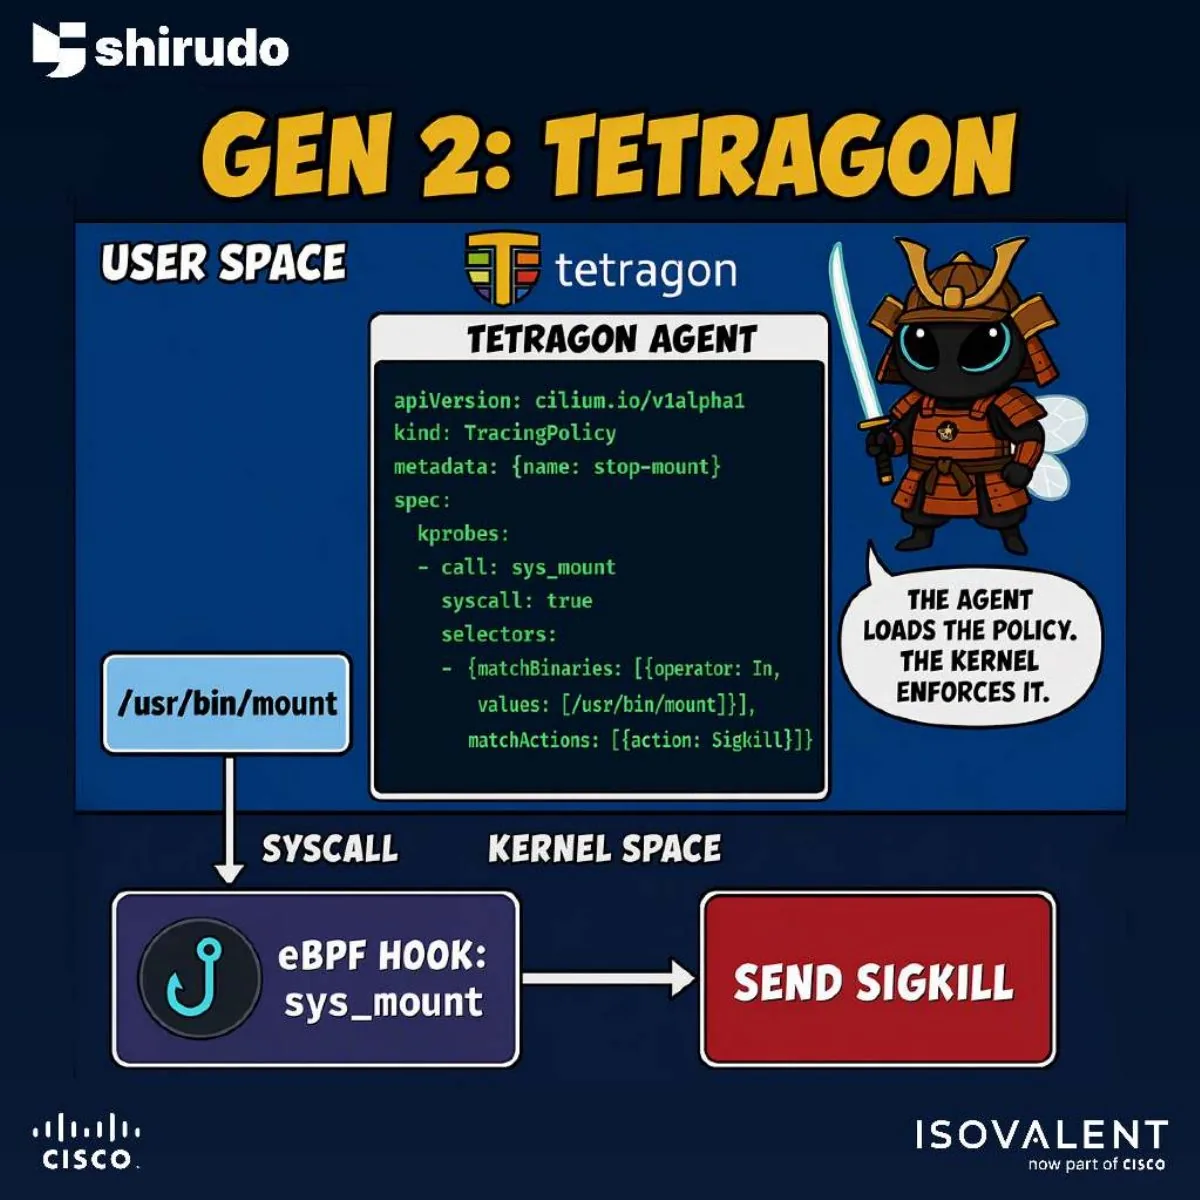 shirudo
GEN 2: TETRAGON
USER SPACE
tetragon
TETRAGON AGENT
apiVersion: cilium.io/v1alpha1
kind: TracingPolicy
metadata: {name: stop-mount}
spec:
kprobes:
- call: sys_mount
syscall: true
selectors:
- {matchBinaries: [{operator: In,
values: [/usr/bin/mount]}],
matchActions: [{action: Sigkill}]}
THE AGENT
LOADS THE POLICY.
THE KERNEL
ENFORCES IT.
/usr/bin/mount
SYSCALL
KERNEL SPACE
eBPF HOOK:
sys_mount
SEND SIGKILL
CISCO
ISOVALENT
now part of CISCO